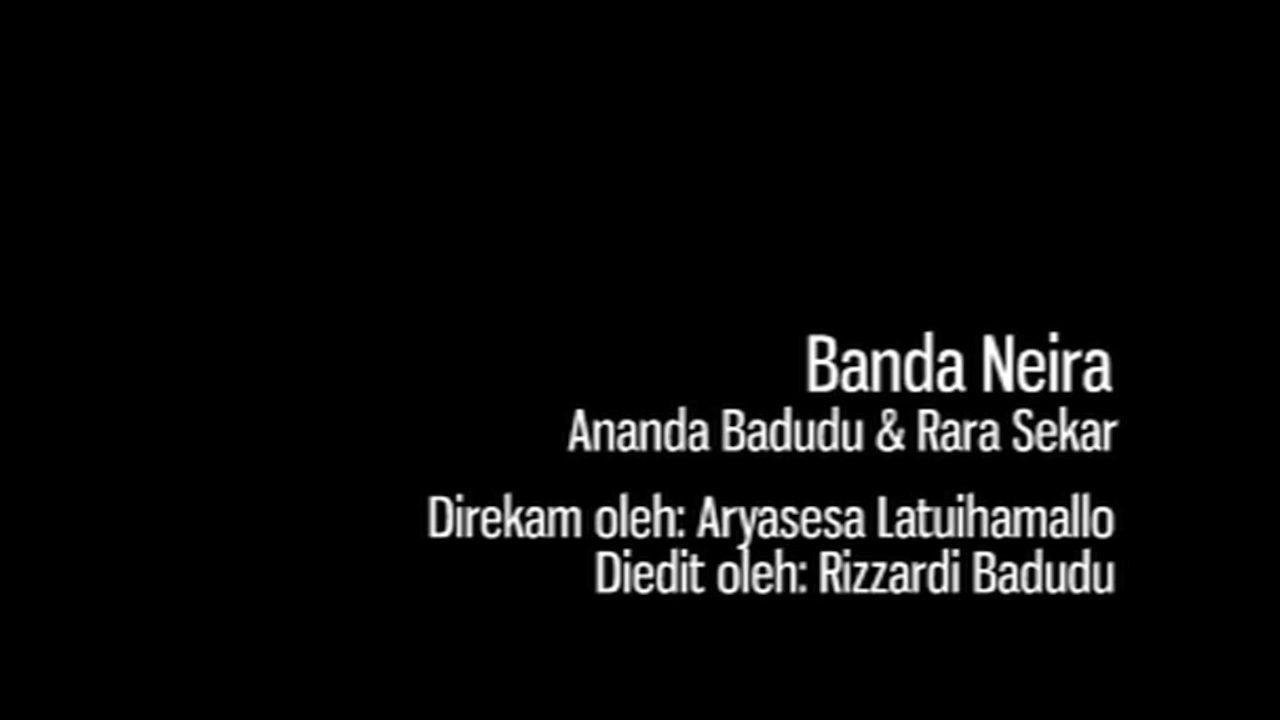 Banda Neira
Ananda Badudu & Rara Sekar
Direkam oleh: Aryasesa Latuihamallo
Diedit oleh: Rizzardi Badudu